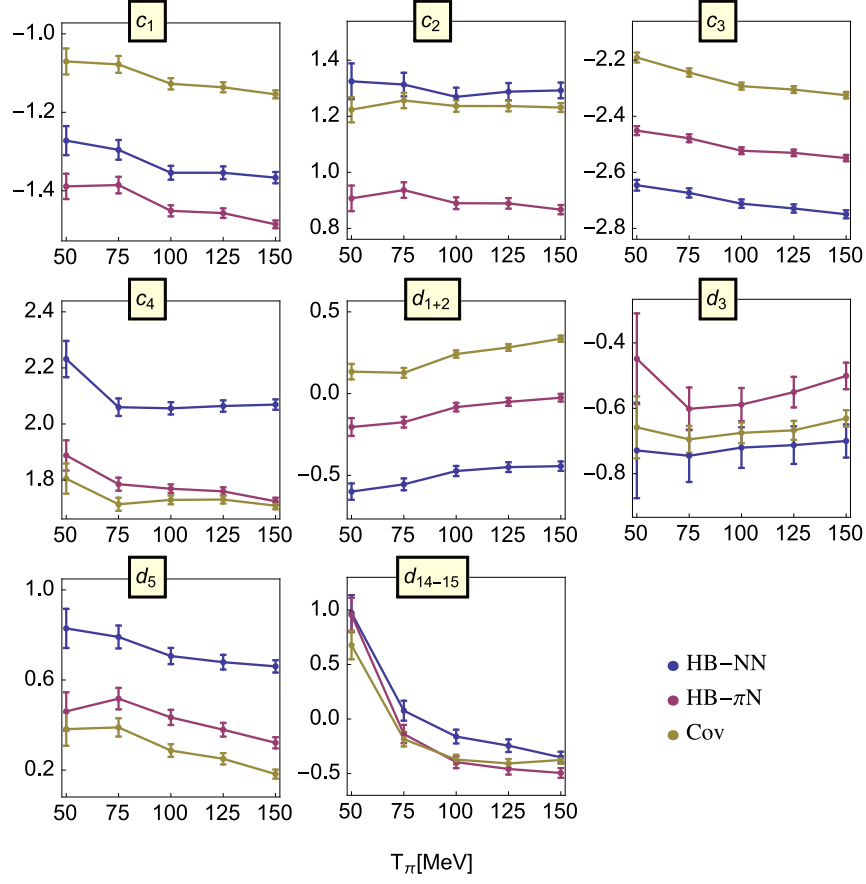 c₁ c₂ c₃
−1.0
−1.2
−1.4
50 75 100 125 150
1.4
1.2
1.0
0.8
50 75 100 125 150
−2.2
−2.4
−2.6
−2.8
50 75 100 125 150
c₄ d₁₊₂ d₃
2.4
2.2
2.0
1.8
50 75 100 125 150
0.5
0.0
−0.5
50 75 100 125 150
−0.4
−0.6
−0.8
50 75 100 125 150
d₅ d₁₄₋₁₅
1.0
0.6
0.2
50 75 100 125 150
1.0
0.5
0.0
−0.5
50 75 100 125 150
HB−NN
HB−πN
Cov
T_π[MeV]